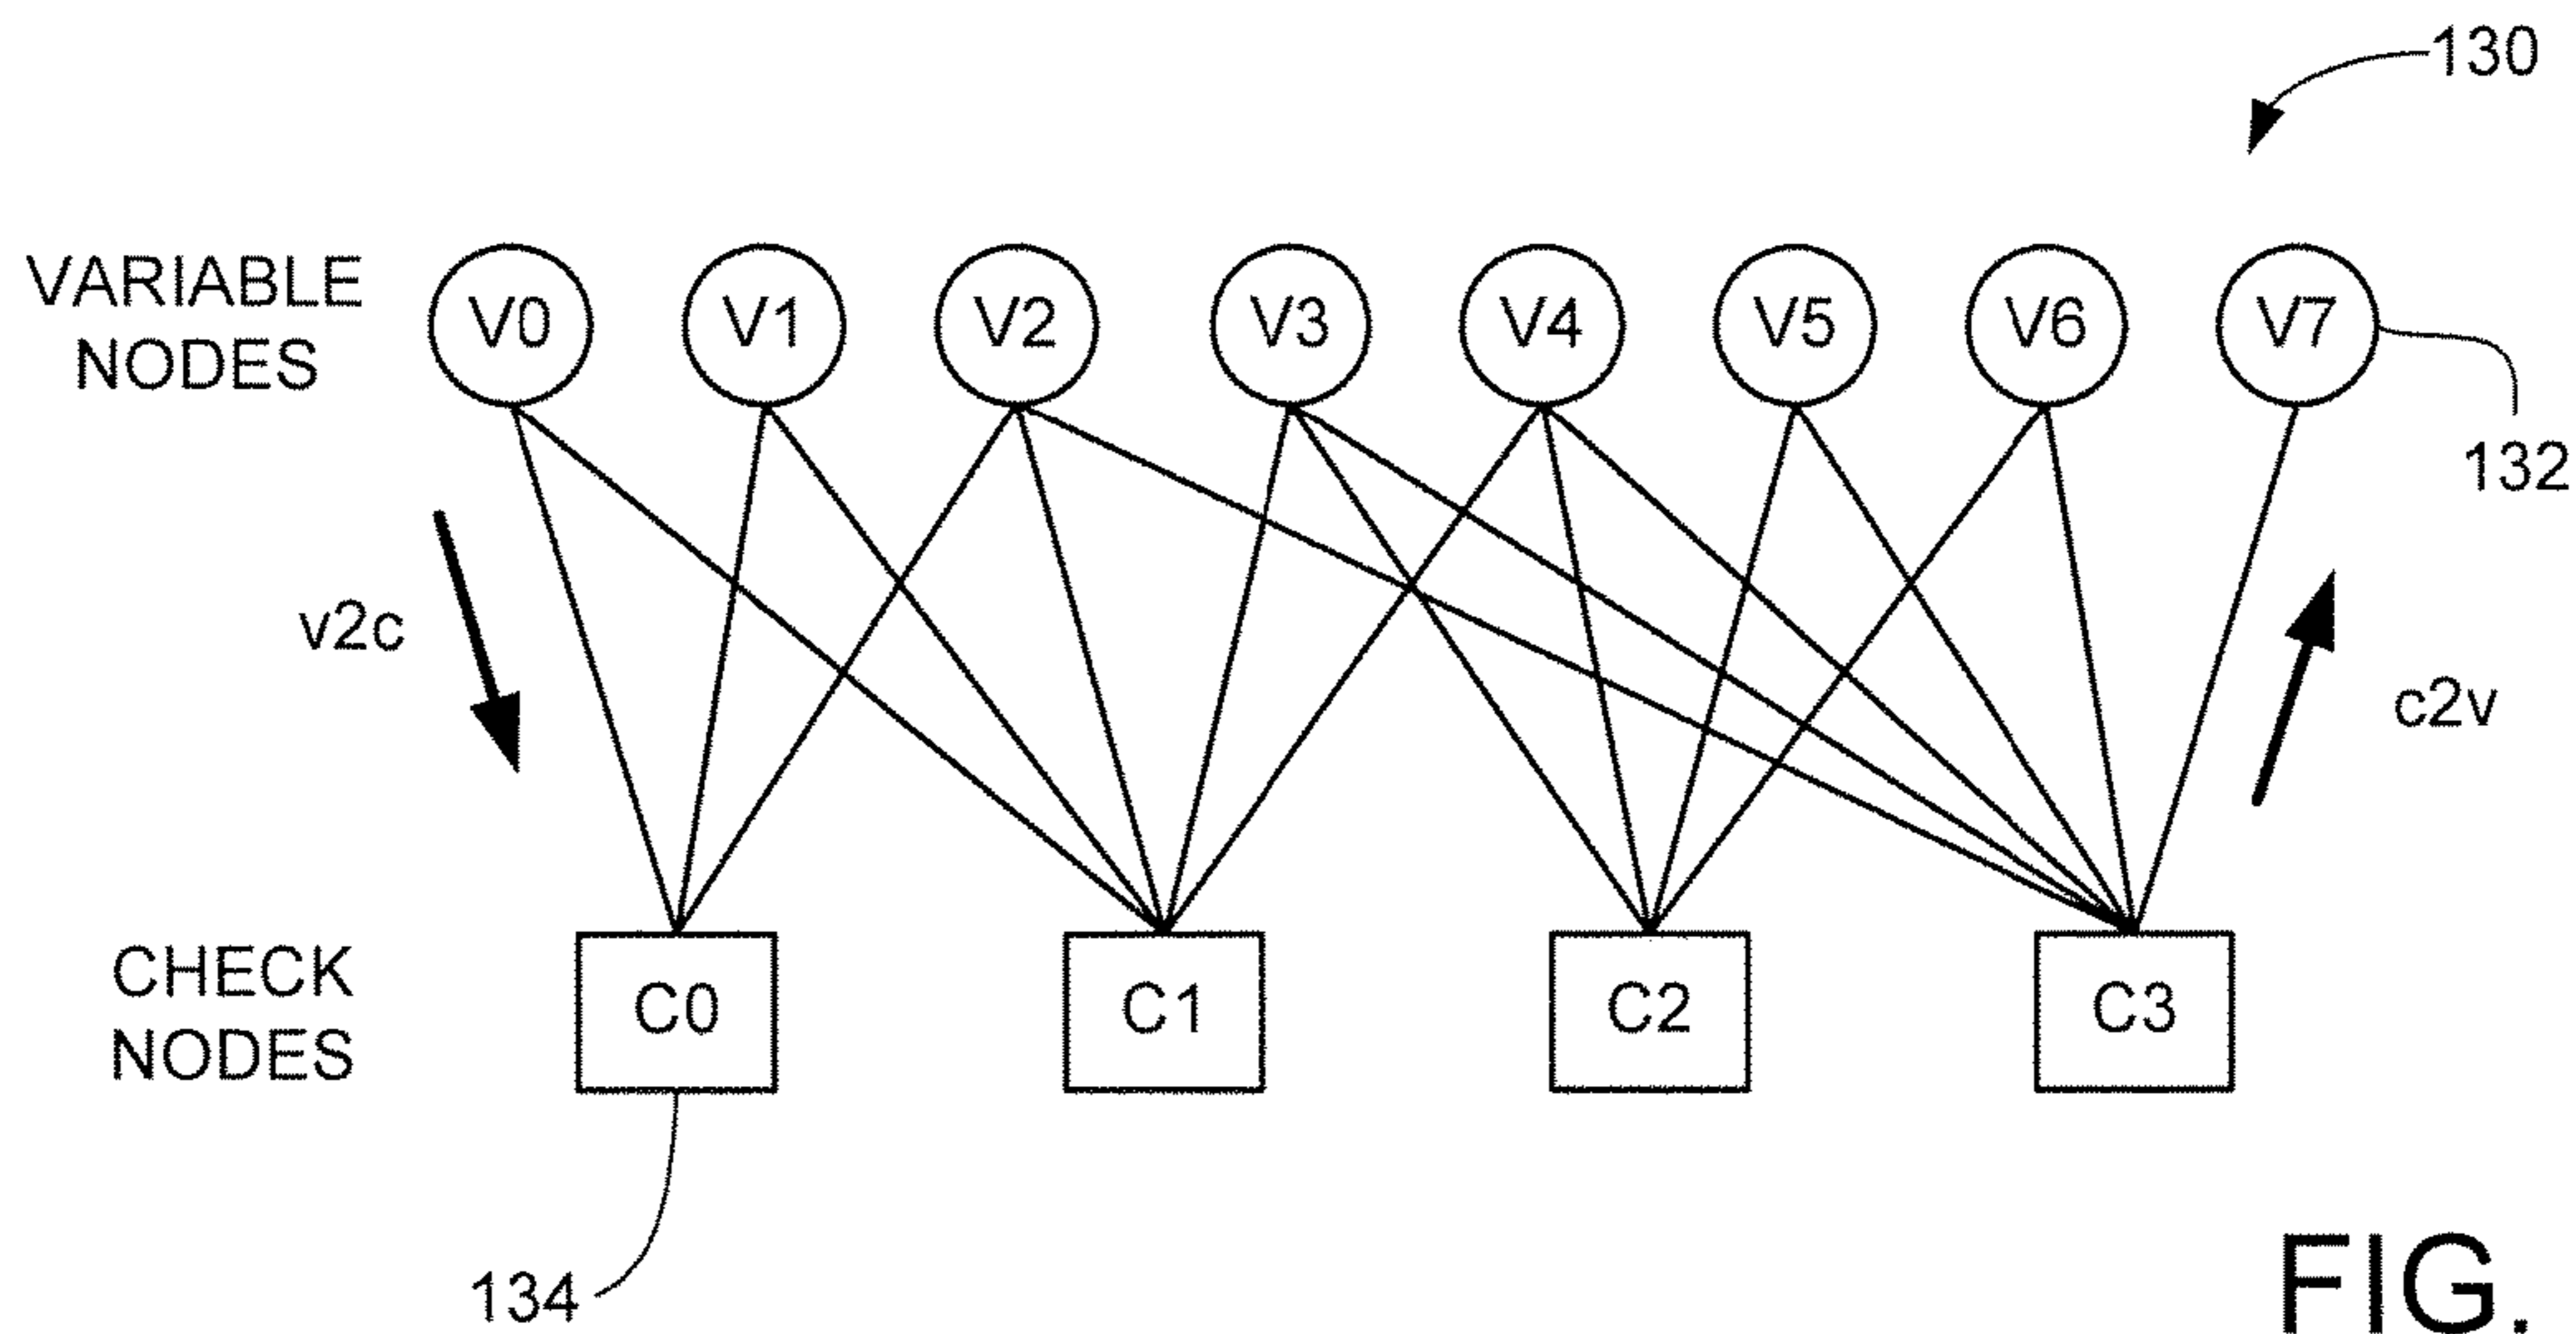 130
VARIABLE
NODES
V0 V1 V2 V3 V4 V5 V6 V7
132
v2c
c2v
CHECK
NODES
C0 C1 C2 C3
134
FIG.